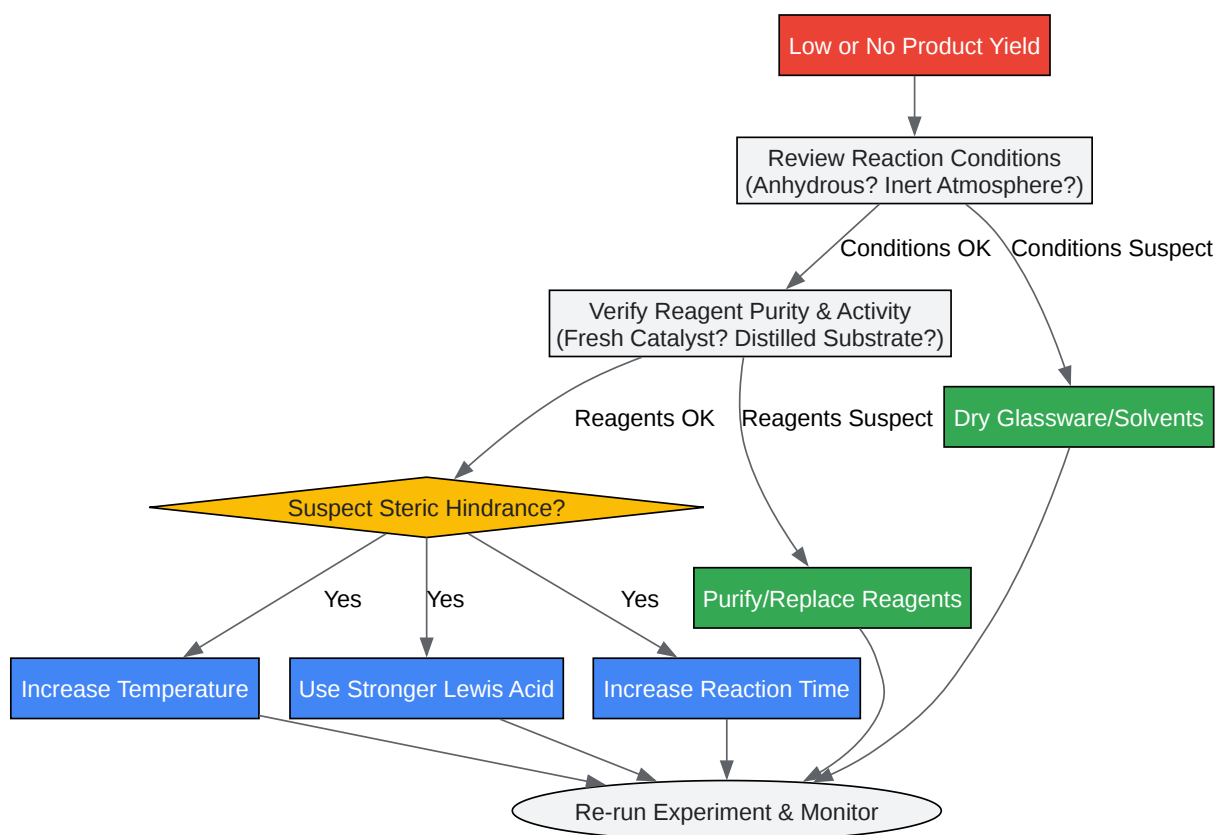 Low or No Product Yield
Review Reaction Conditions
(Anhydrous? Inert Atmosphere?)
Conditions OK
Conditions Suspect
Verify Reagent Purity & Activity
(Fresh Catalyst? Distilled Substrate?)
Dry Glassware/Solvents
Reagents OK
Reagents Suspect
Suspect Steric Hindrance?
Purify/Replace Reagents
Yes
Yes
Yes
Increase Temperature
Use Stronger Lewis Acid
Increase Reaction Time
Re-run Experiment & Monitor